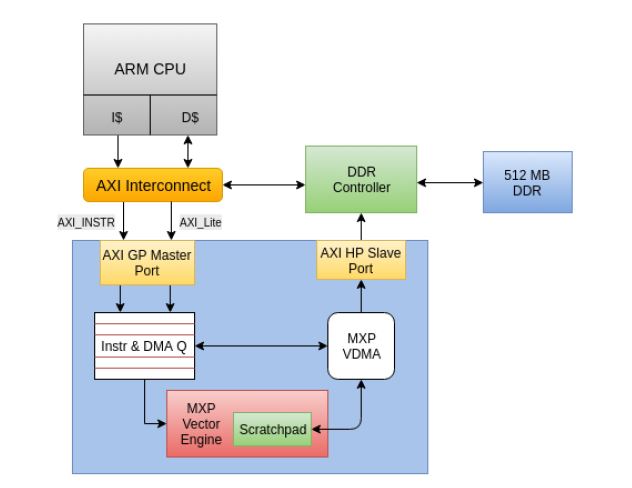 ARM CPU
I$
D$
AXI Interconnect
DDR
Controller
512 MB
DDR
AXI_INSTR
AXI_Lite
AXI GP Master
Port
AXI HP Slave
Port
Instr & DMA Q
MXP
VDMA
MXP
Vector
Engine
Scratchpad